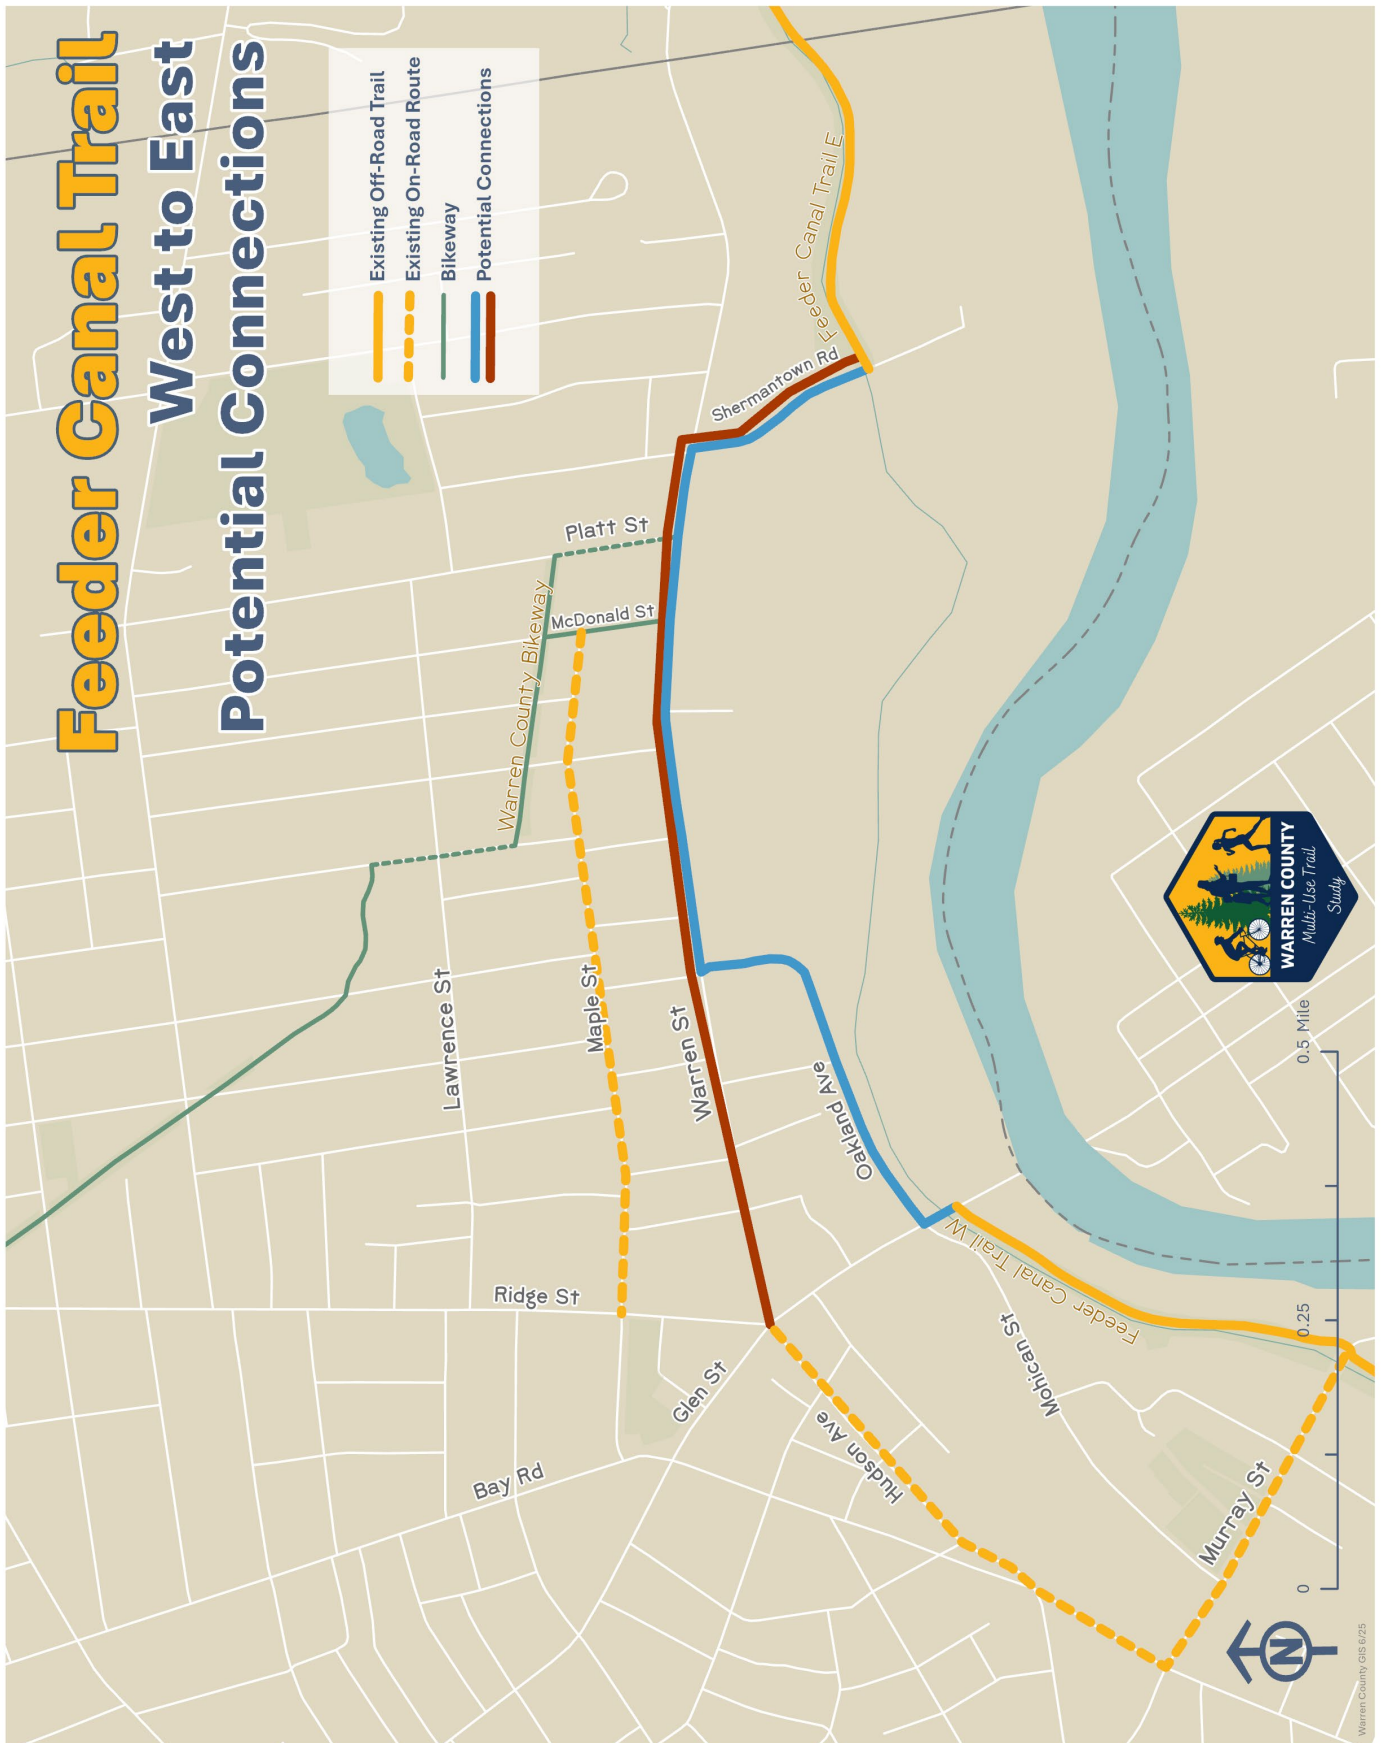 Feeder Canal Trail
West to East
Potential Connections
Existing Off-Road Trail
Existing On-Road Route
Bikeway
Potential Connections
Feeder Canal Trail E
Shermantown Rd
Platt St
McDonald St
Warren County Bikeway
Lawrence St
Maple St
Warren St
Oakland Ave
Ridge St
Glen St
Bay Rd
Hudson Ave
Mohican St
Feeder Canal Trail W
Murray St
WARREN COUNTY
Multi-Use Trail
Study
0
0.25
0.5 Mile
N
Warren County GIS 6/25